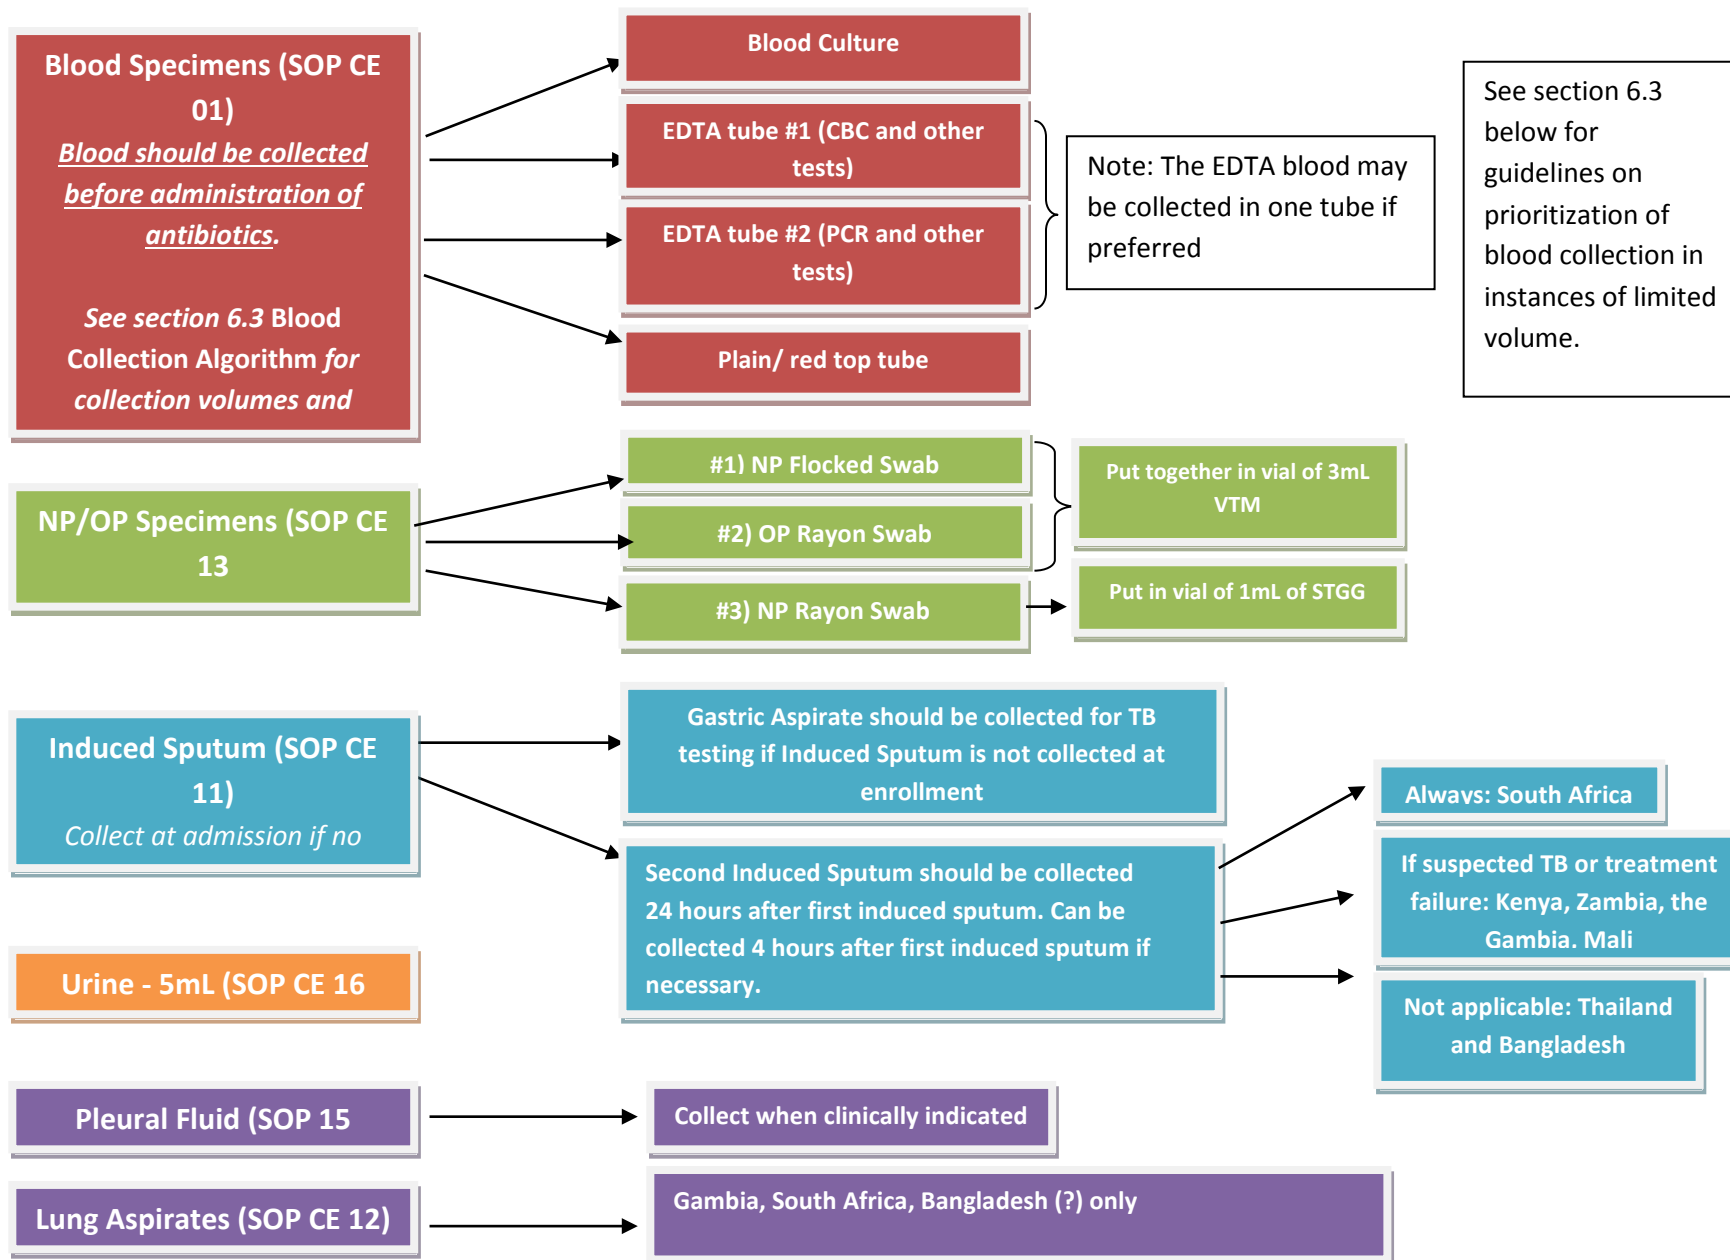 Blood Specimens (SOP CE
01)
Blood should be collected
before administration of
antibiotics.
See section 6.3 Blood
Collection Algorithm for
collection volumes and
Blood Culture
EDTA tube #1 (CBC and other
tests)
EDTA tube #2 (PCR and other
tests)
Plain/ red top tube
Note: The EDTA blood may
be collected in one tube if
preferred
See section 6.3
below for
guidelines on
prioritization of
blood collection in
instances of limited
volume.
NP/OP Specimens (SOP CE
13
#1) NP Flocked Swab
#2) OP Rayon Swab
#3) NP Rayon Swab
Put together in vial of 3mL
VTM
Put in vial of 1mL of STGG
Induced Sputum (SOP CE
11)
Collect at admission if no
Gastric Aspirate should be collected for TB
testing if Induced Sputum is not collected at
enrollment
Second Induced Sputum should be collected
24 hours after first induced sputum. Can be
collected 4 hours after first induced sputum if
necessary.
Always: South Africa
If suspected TB or treatment
failure: Kenya, Zambia, the
Gambia. Mali
Not applicable: Thailand
and Bangladesh
Urine - 5mL (SOP CE 16
Pleural Fluid (SOP 15
Collect when clinically indicated
Lung Aspirates (SOP CE 12)
Gambia, South Africa, Bangladesh (?) only